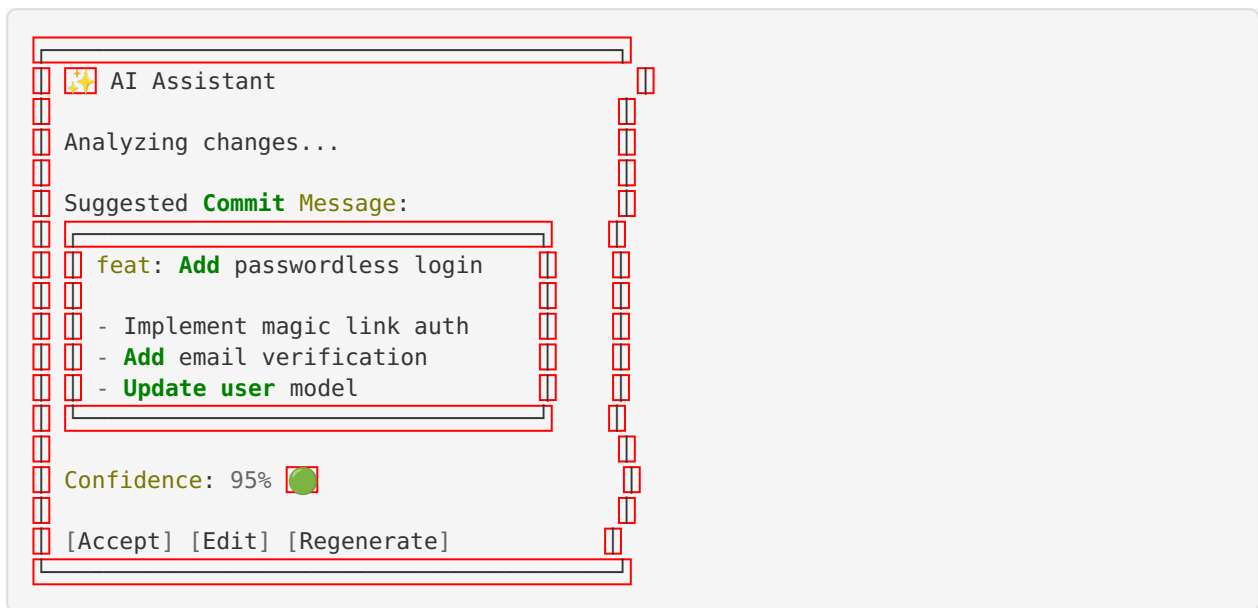 ✨ AI Assistant
Analyzing changes...
Suggested Commit Message:
feat: Add passwordless login
- Implement magic link auth
- Add email verification
- Update user model
Confidence: 95% 🟢
[Accept] [Edit] [Regenerate]